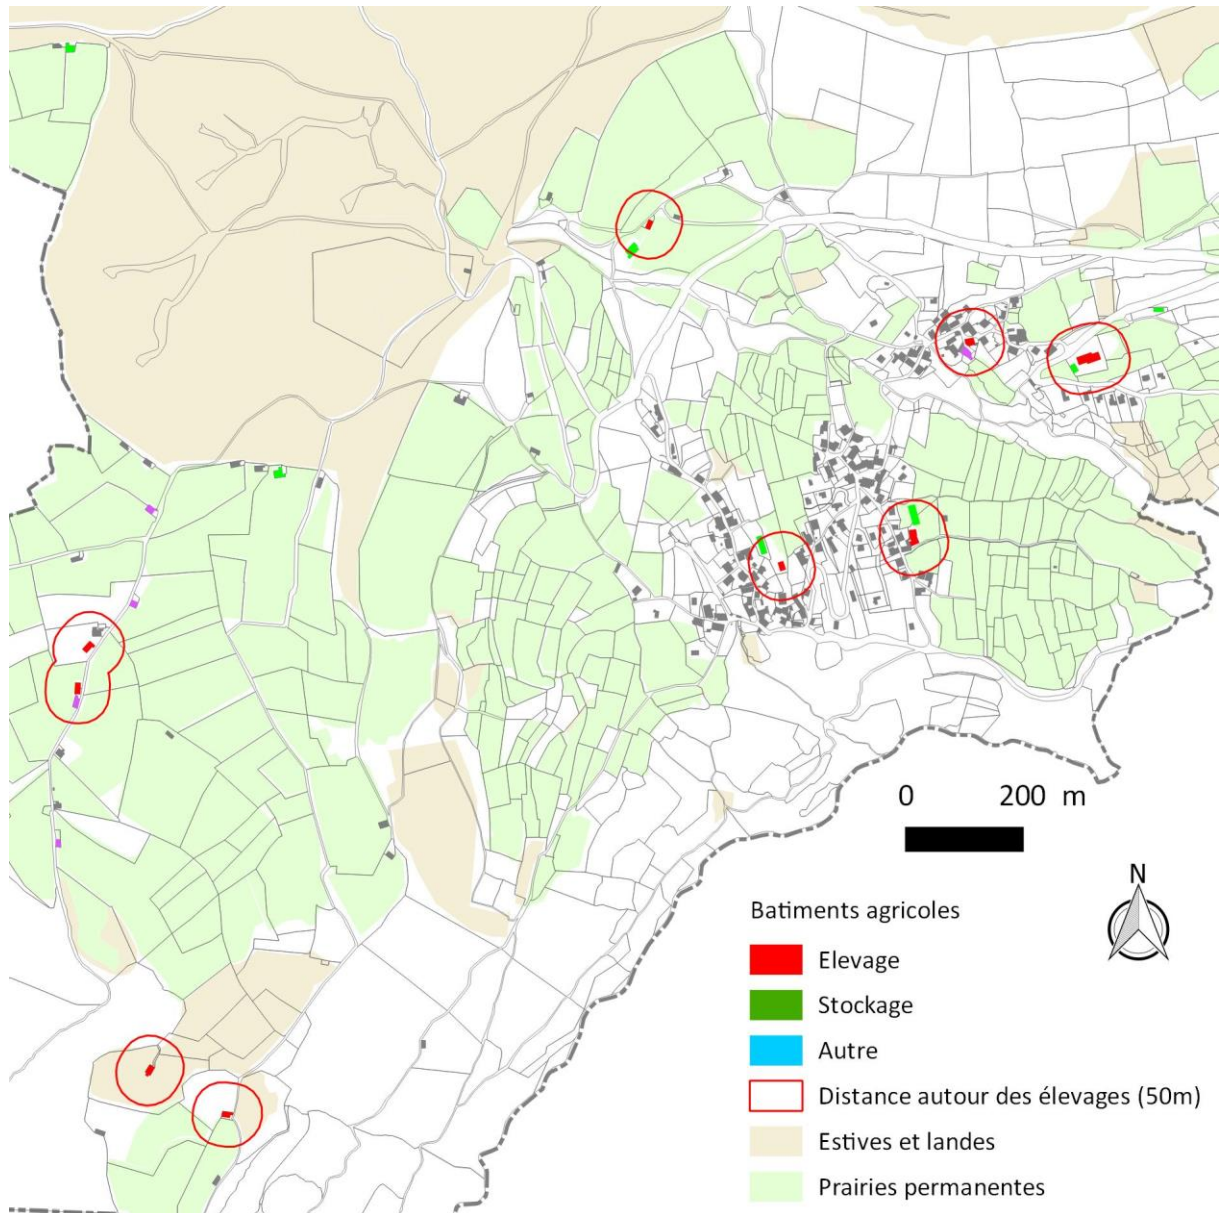 0 200 m
N
Batiments agricoles
Elevage
Stockage
Autre
Distance autour des élevages (50m)
Estives et landes
Prairies permanentes